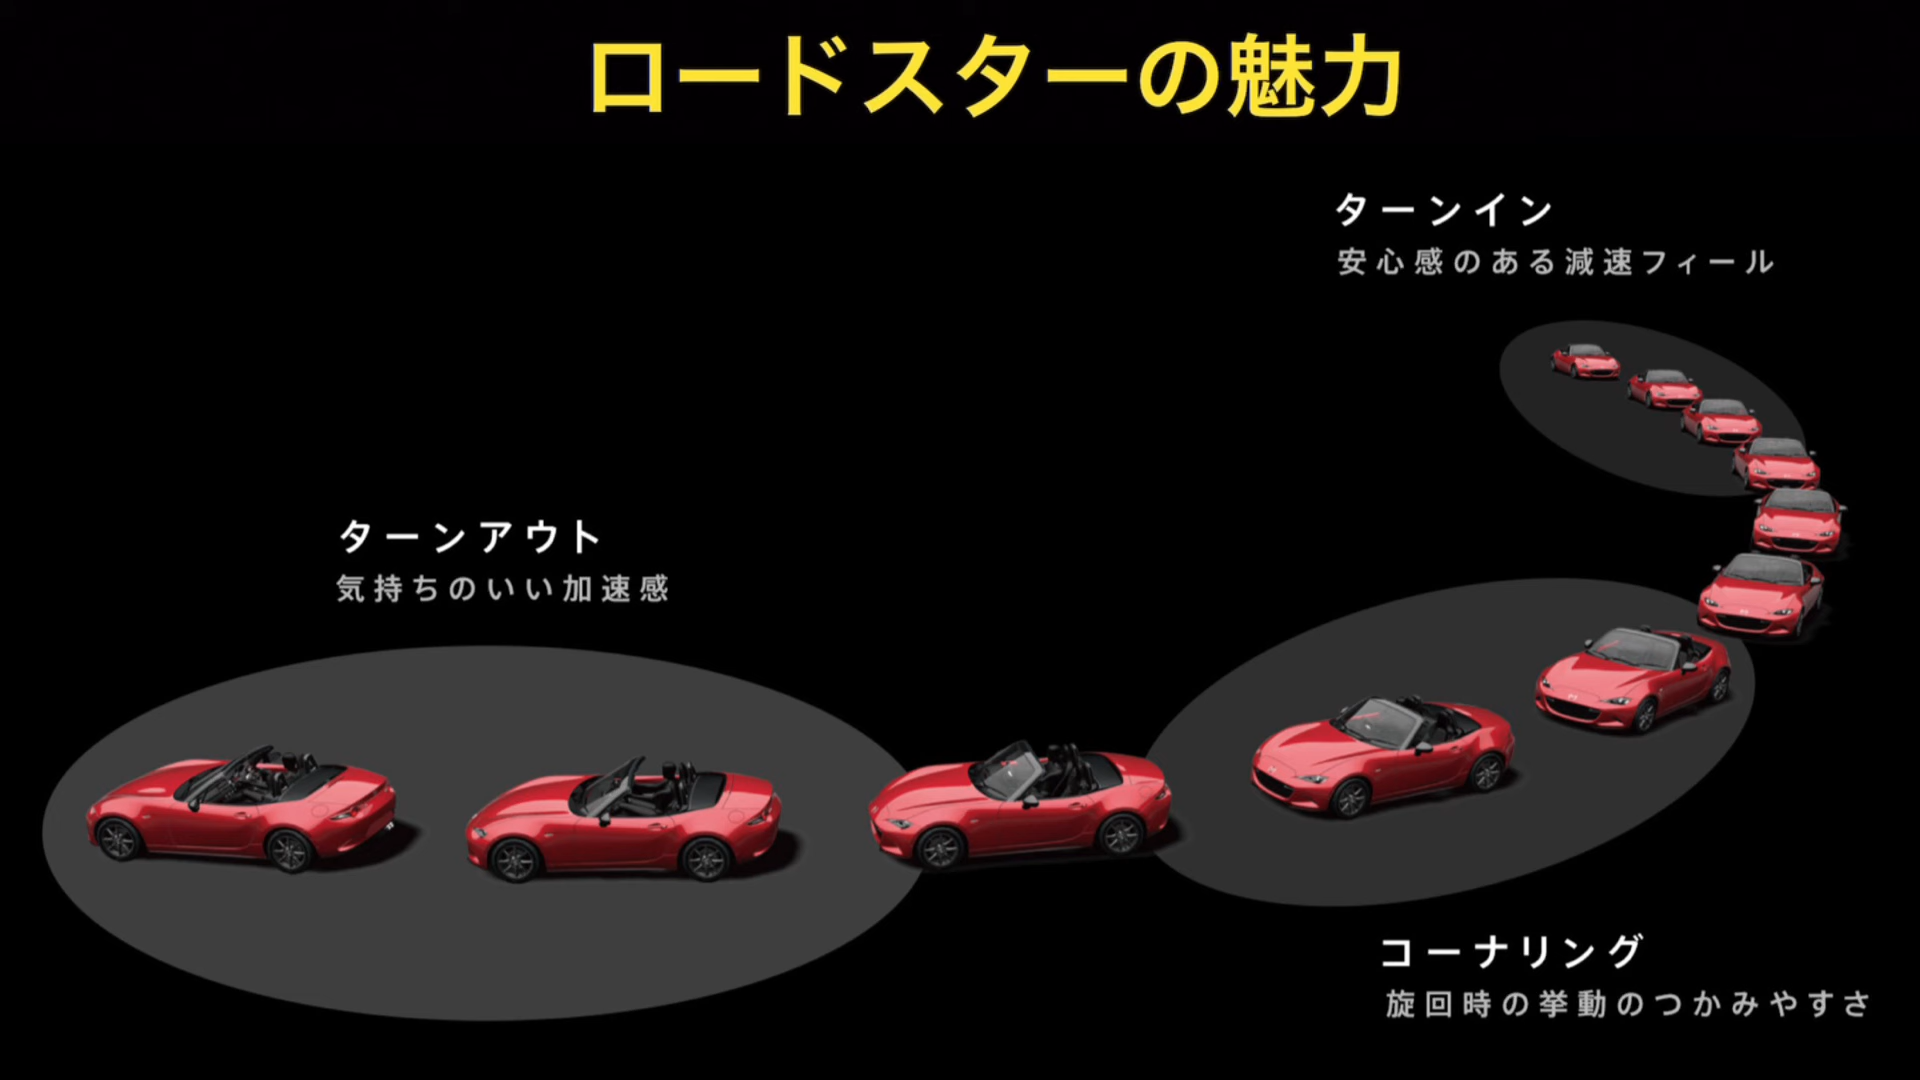 ロードスターの魅力
ターンイン
安心感のある減速フィール
ターンアウト
気持ちのいい加速感
コーナリング
旋回時の挙動のつかみやすさ